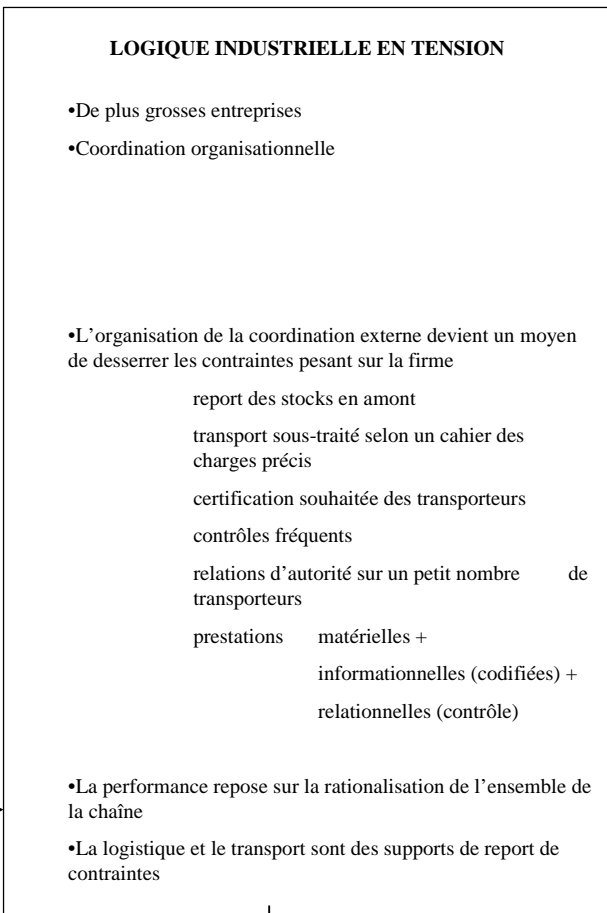 LOGIQUE INDUSTRIELLE EN TENSION
•De plus grosses entreprises
•Coordination organisationnelle
•L’organisation de la coordination externe devient un moyen
de desserrer les contraintes pesant sur la firme
report des stocks en amont
transport sous-traité selon un cahier des
charges précis
certification souhaitée des transporteurs
contrôles fréquents
relations d’autorité sur un petit nombre de
transporteurs
prestations matérielles +
informationnelles (codifiées) +
relationnelles (contrôle)
•La performance repose sur la rationalisation de l’ensemble de
la chaîne
•La logistique et le transport sont des supports de report de
contraintes